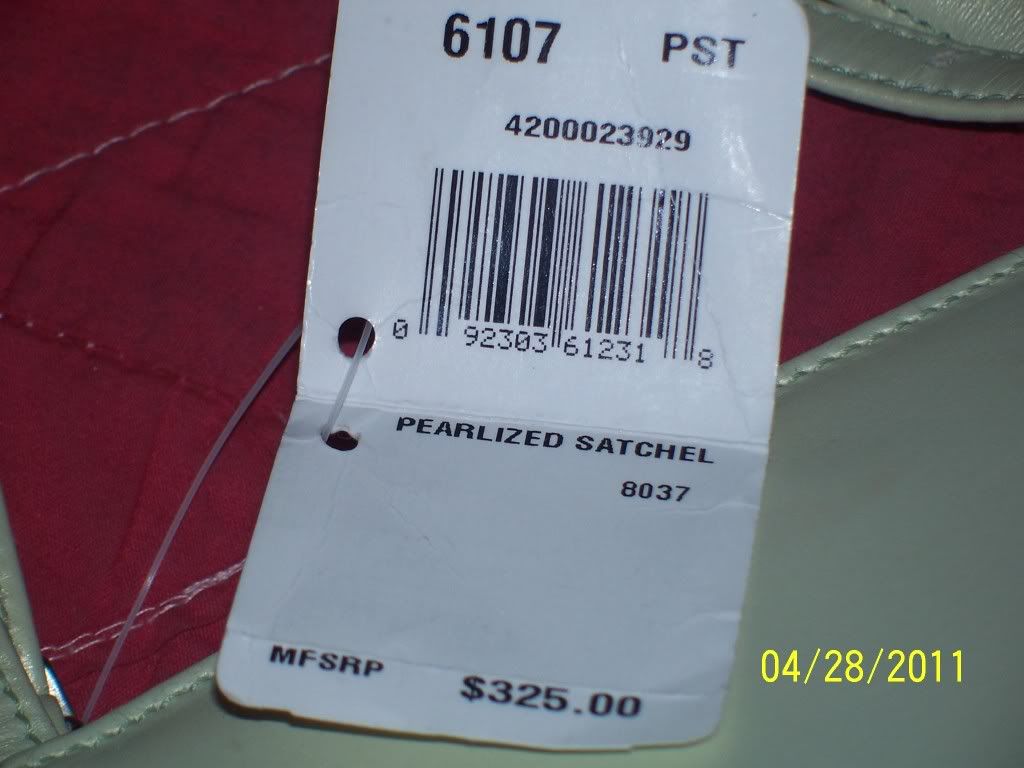 6107 PST
4200023929
0 92303 61231 8
PEARLIZED SATCHEL
8037
MFSRP $325.00
04/28/2011